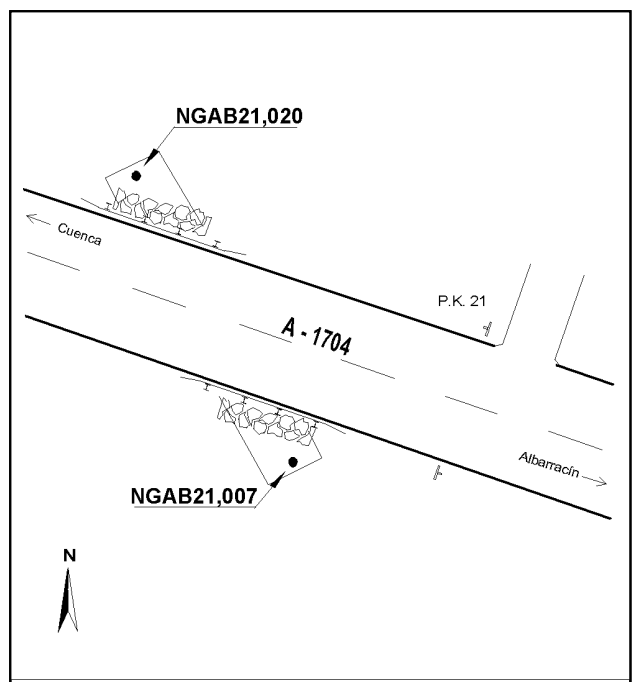 NGAB21,020
Cuenca
P.K. 21
A - 1704
Albarracín
NGAB21,007
N